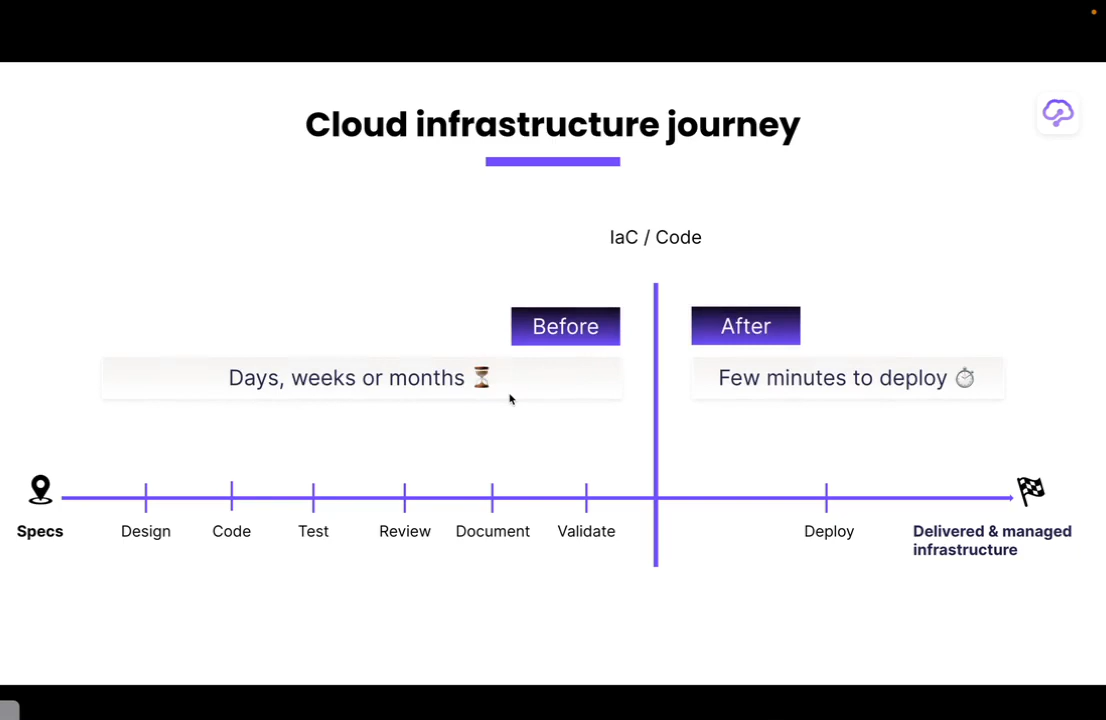 Cloud infrastructure journey
IaC / Code
Before
After
Days, weeks or months ⏳
Few minutes to deploy ⏱
Specs
Design
Code
Test
Review
Document
Validate
Deploy
Delivered & managed
infrastructure